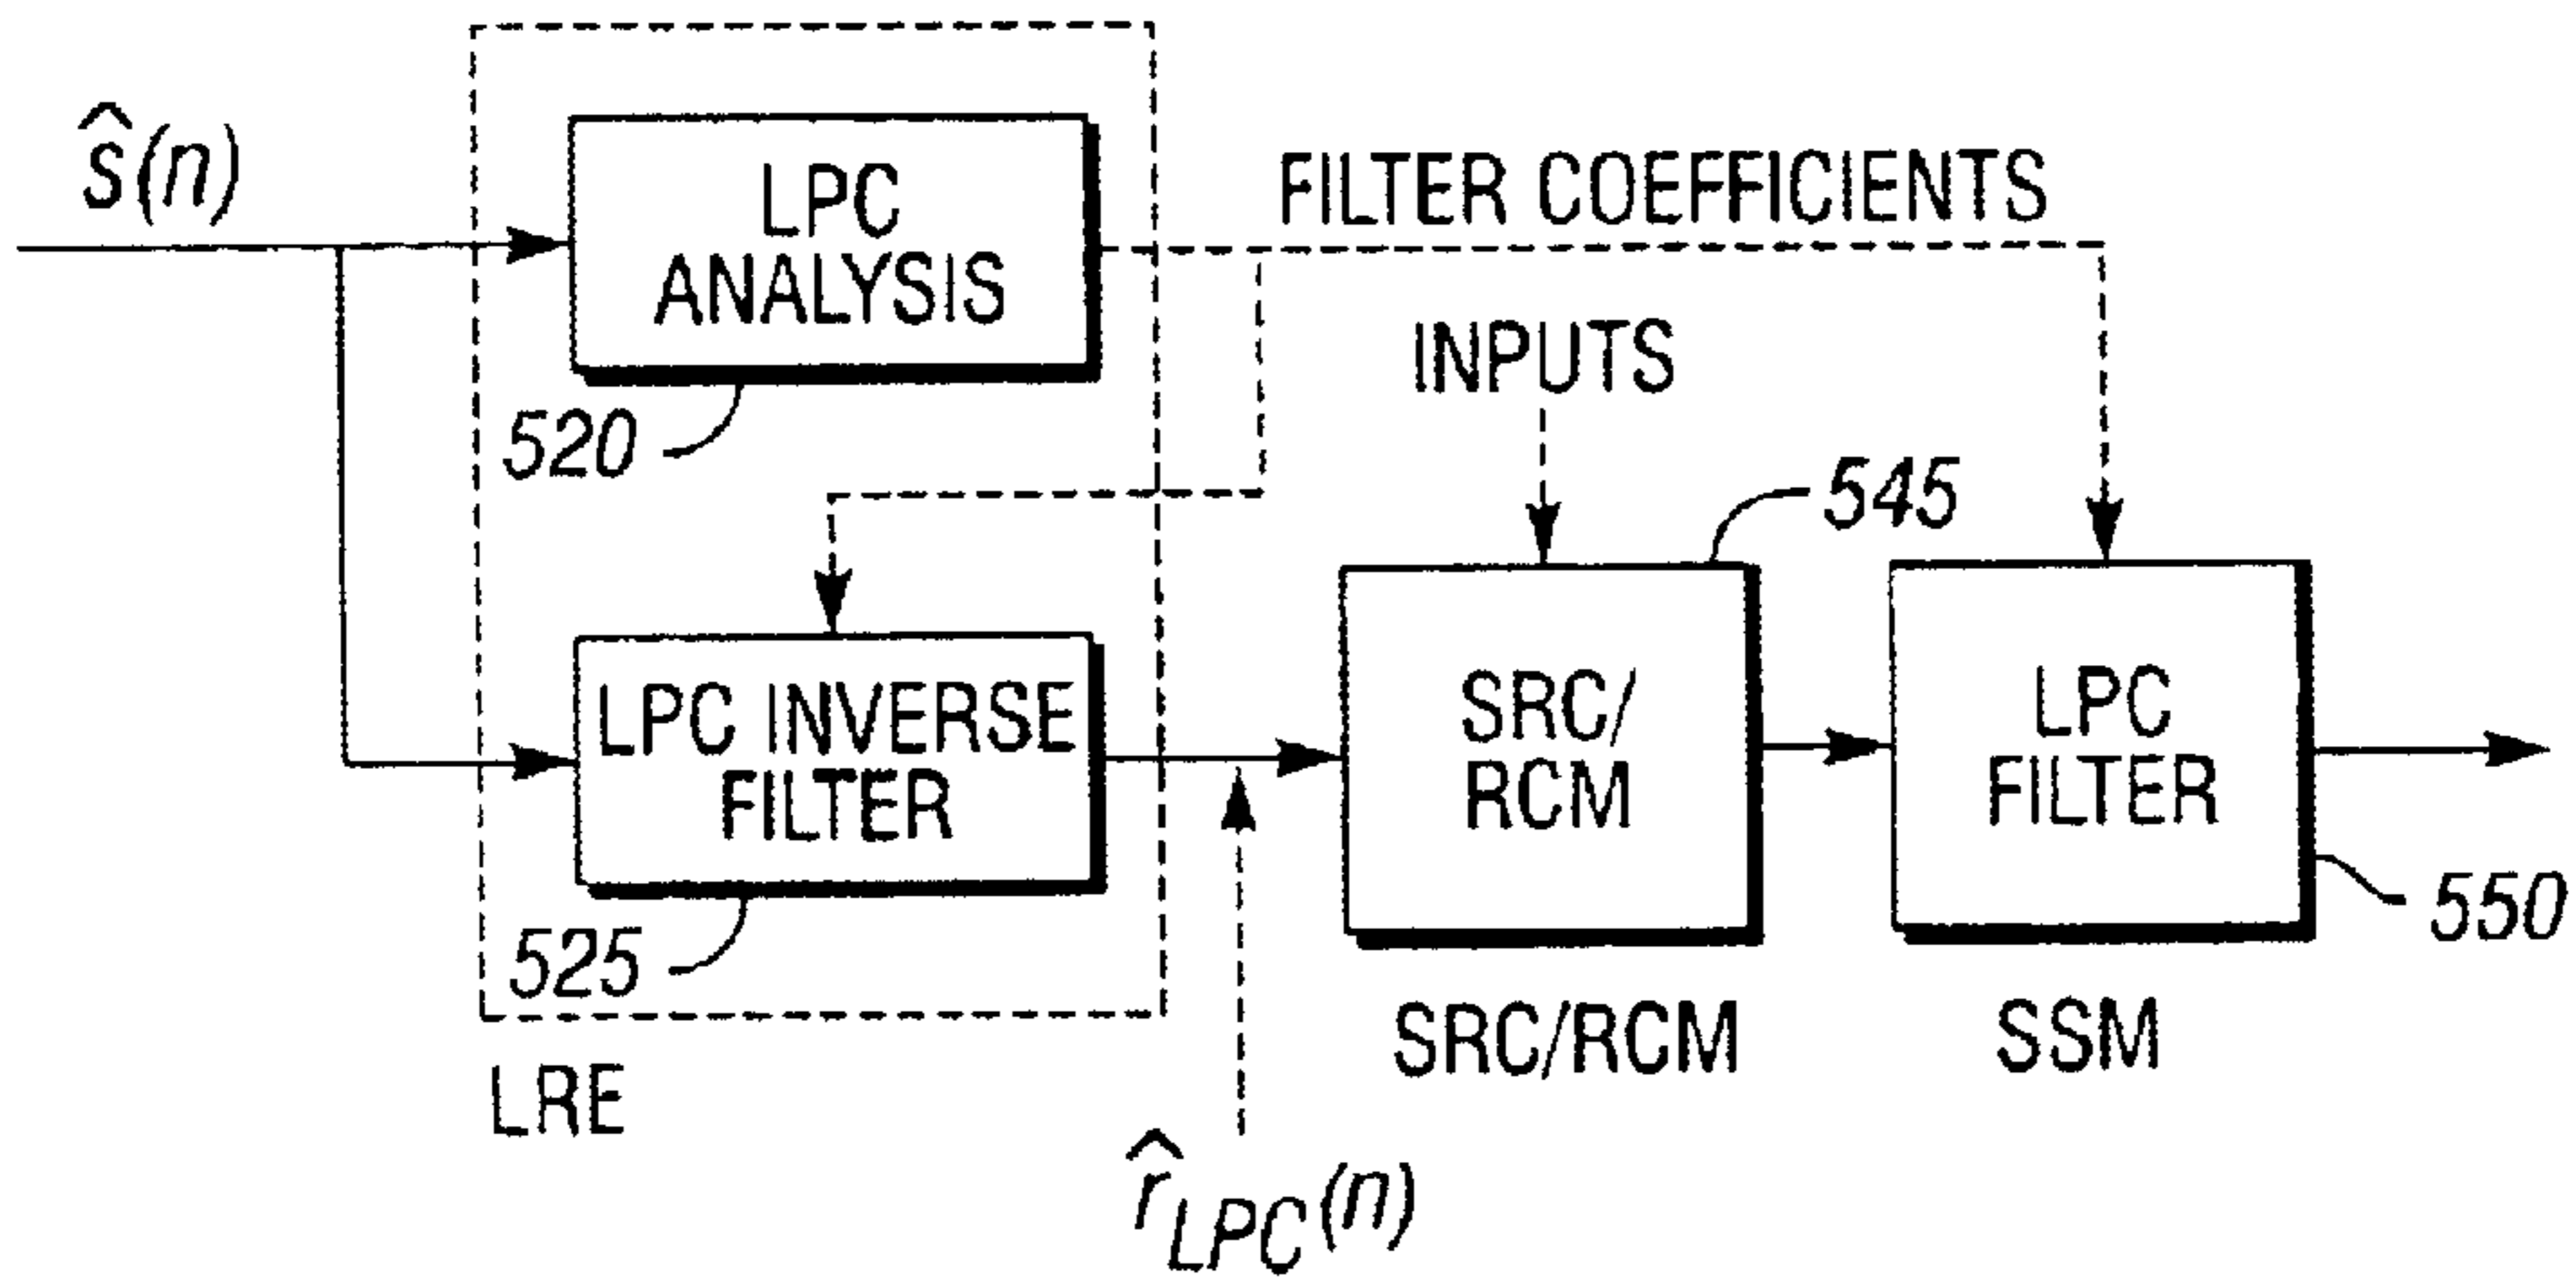 ŝ(n)
LPC
ANALYSIS
520
FILTER COEFFICIENTS
INPUTS
545
LPC INVERSE
FILTER
525
SRC/
RCM
LPC
FILTER
550
LRE
SRC/RCM
SSM
r̂LPC(n)